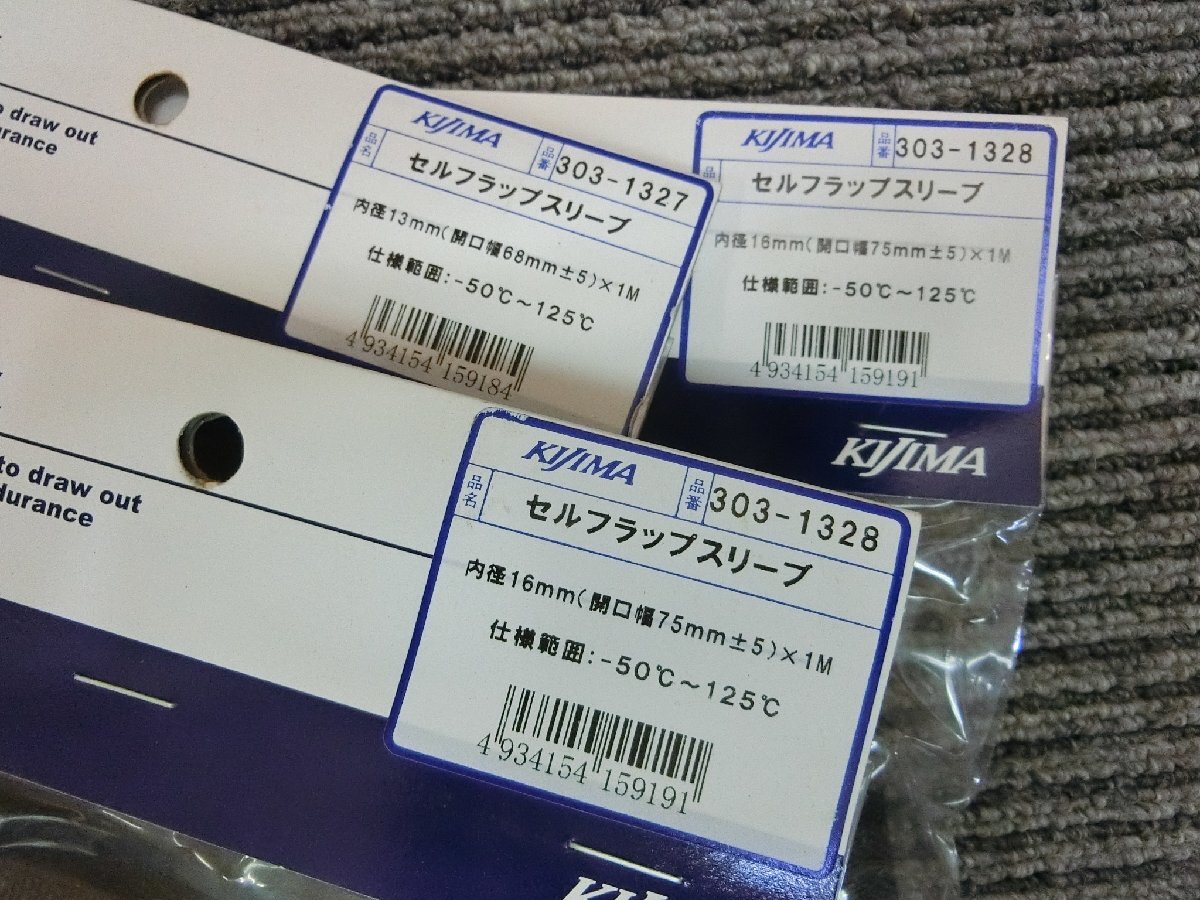 to draw out
durance
KIJIMA
品番
303-1327
品名
セルフラップスリーブ
内径13mm(開口幅68mm±5)×1M
仕様範囲:-50℃~125℃
4 934154 159184
KIJIMA
品番
303-1328
品
セルフラップスリーブ
内径16mm(開口幅75mm±5)×1M
仕様範囲:-50℃~125℃
4 934154 159191
KIJIMA
to draw out
durance
KIJIMA
品番
303-1328
品名
セルフラップスリーブ
内径16mm(開口幅75mm±5)×1M
仕様範囲:-50℃~125℃
4 934154 159191
KIJIMA